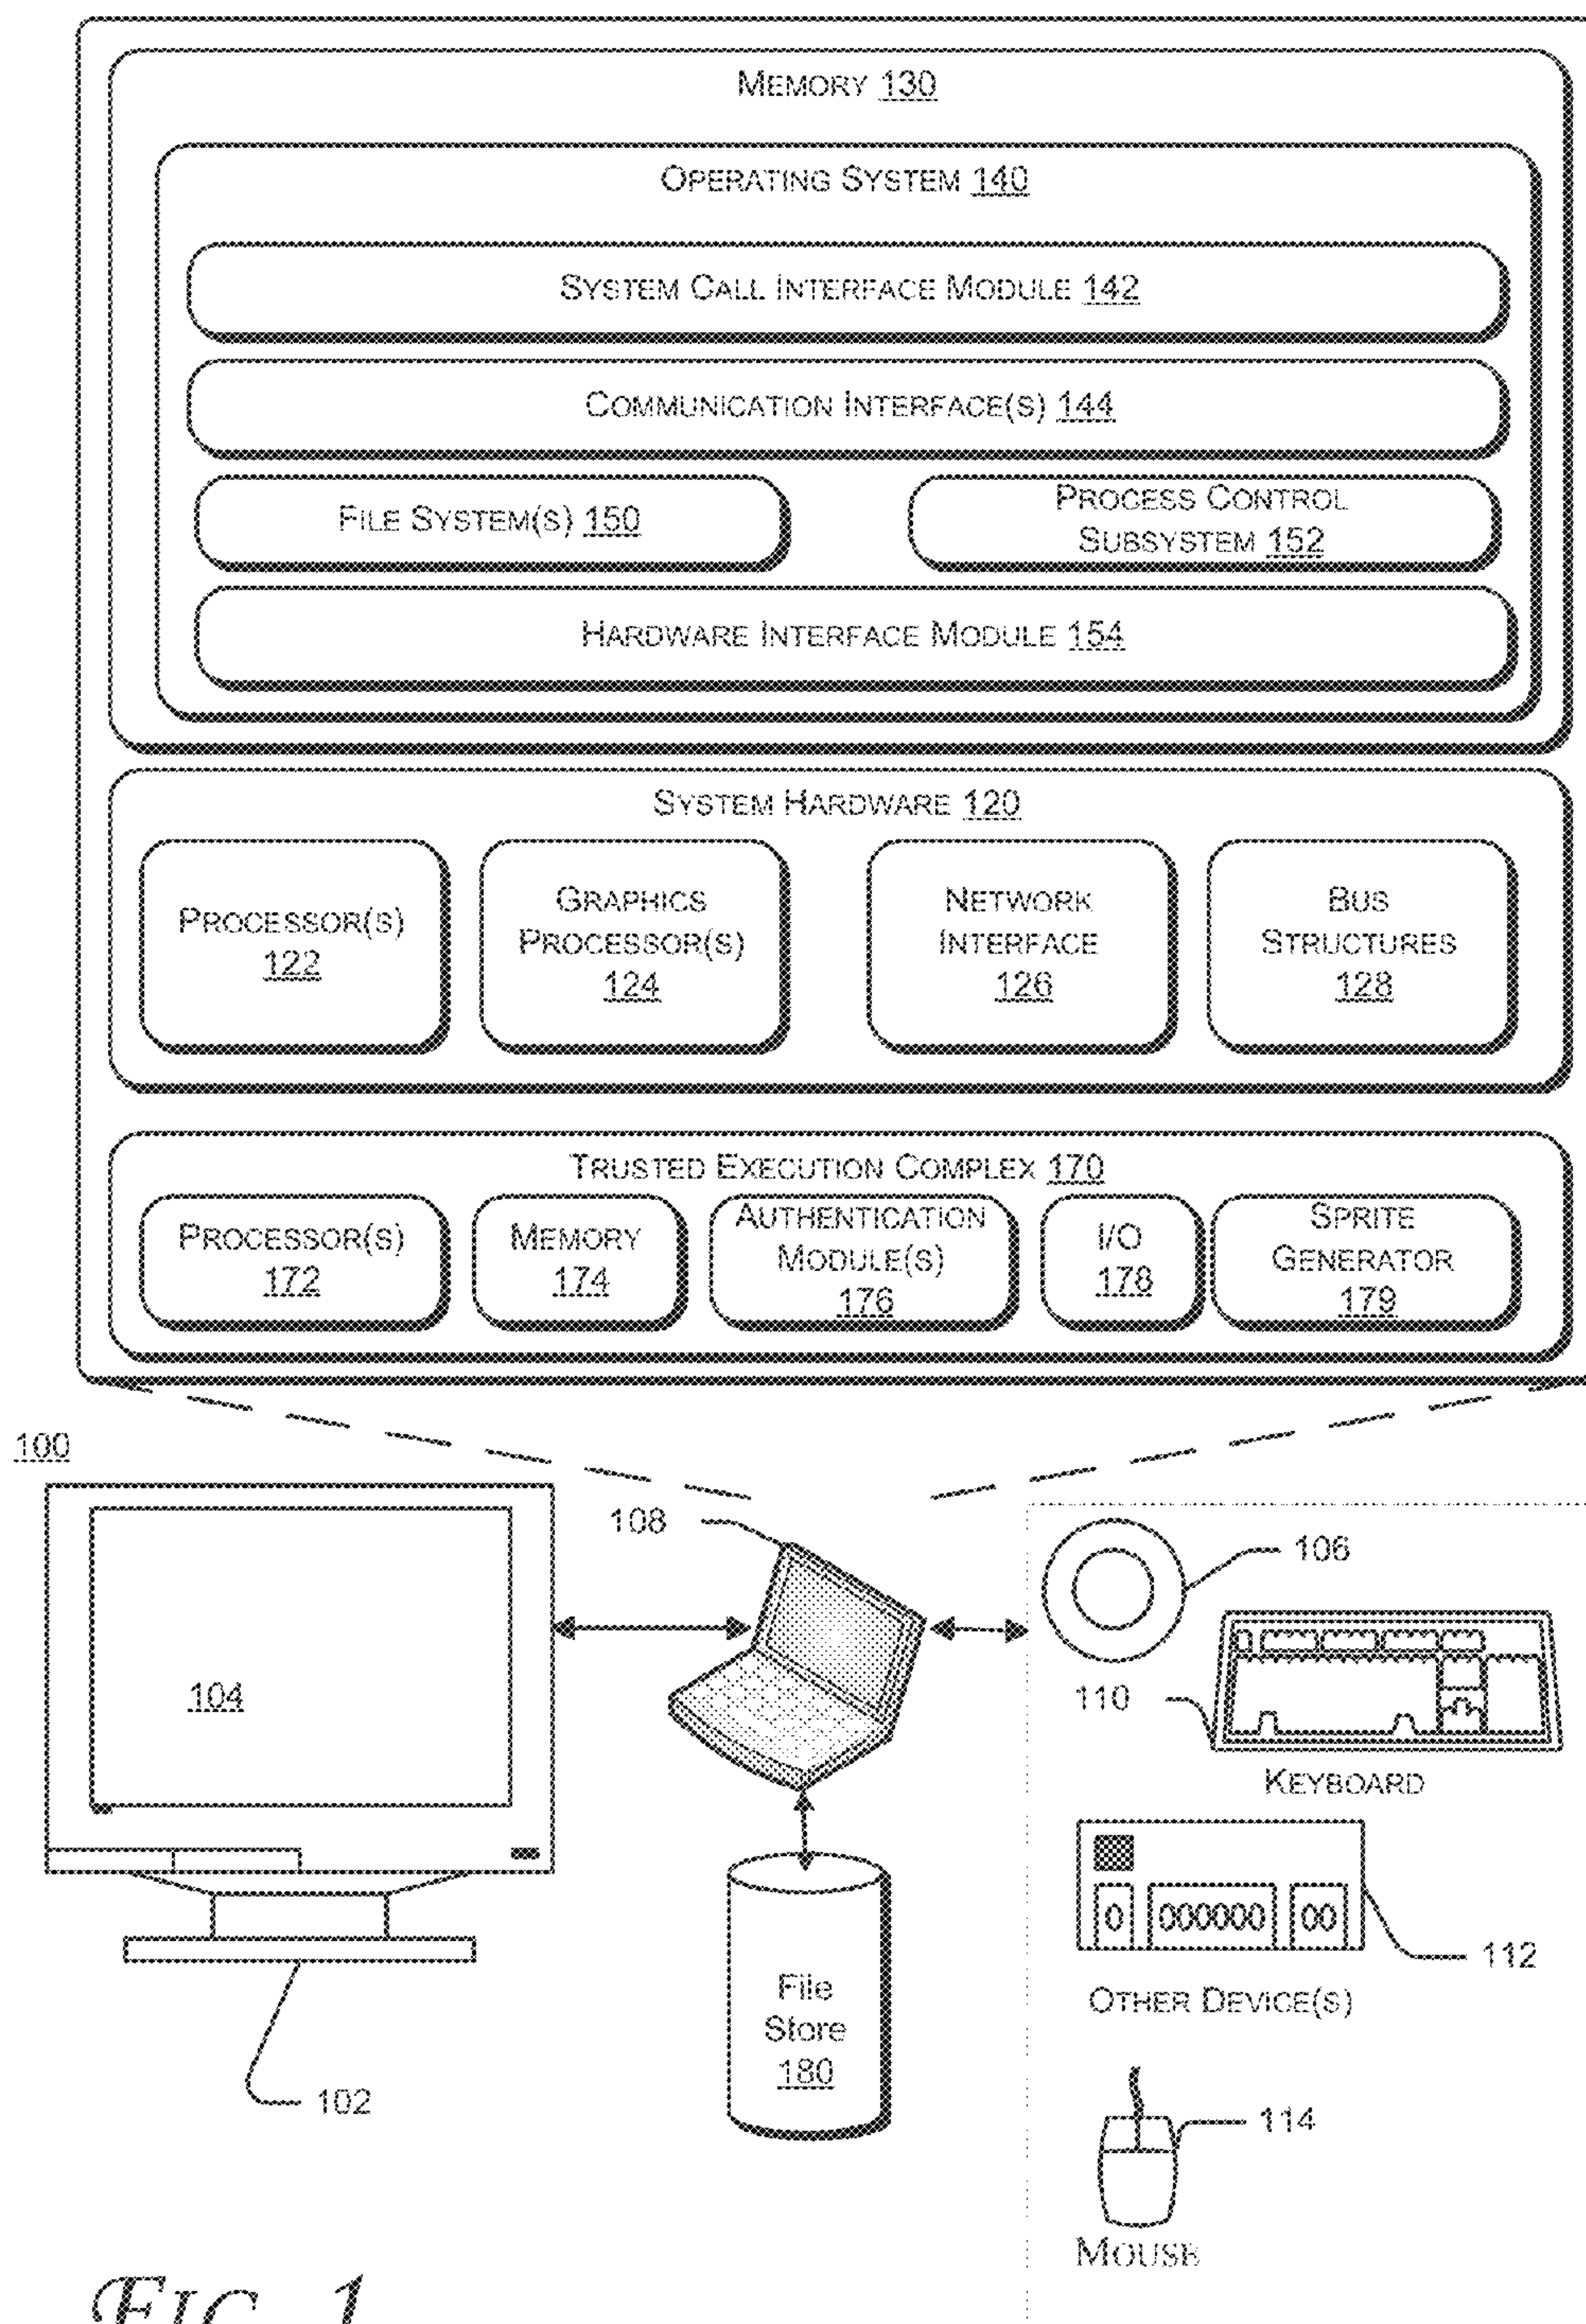 MEMORY 130
OPERATING SYSTEM 140
SYSTEM CALL INTERFACE MODULE 142
COMMUNICATION INTERFACE(S) 144
FILE SYSTEM(S) 150
PROCESS CONTROL
SUBSYSTEM 152
HARDWARE INTERFACE MODULE 154
SYSTEM HARDWARE 120
PROCESSOR(S)
122
GRAPHICS
PROCESSOR(S)
124
NETWORK
INTERFACE
126
BUS
STRUCTURES
128
TRUSTED EXECUTION COMPLEX 170
PROCESSOR(S)
172
MEMORY
174
AUTHENTICATION
MODULE(S)
176
I/O
178
SPRITE
GENERATOR
179
100
108
106
104
110
KEYBOARD
0 000000 00
112
OTHER DEVICE(S)
File
Store
180
102
114
MOUSE
FIG. 1